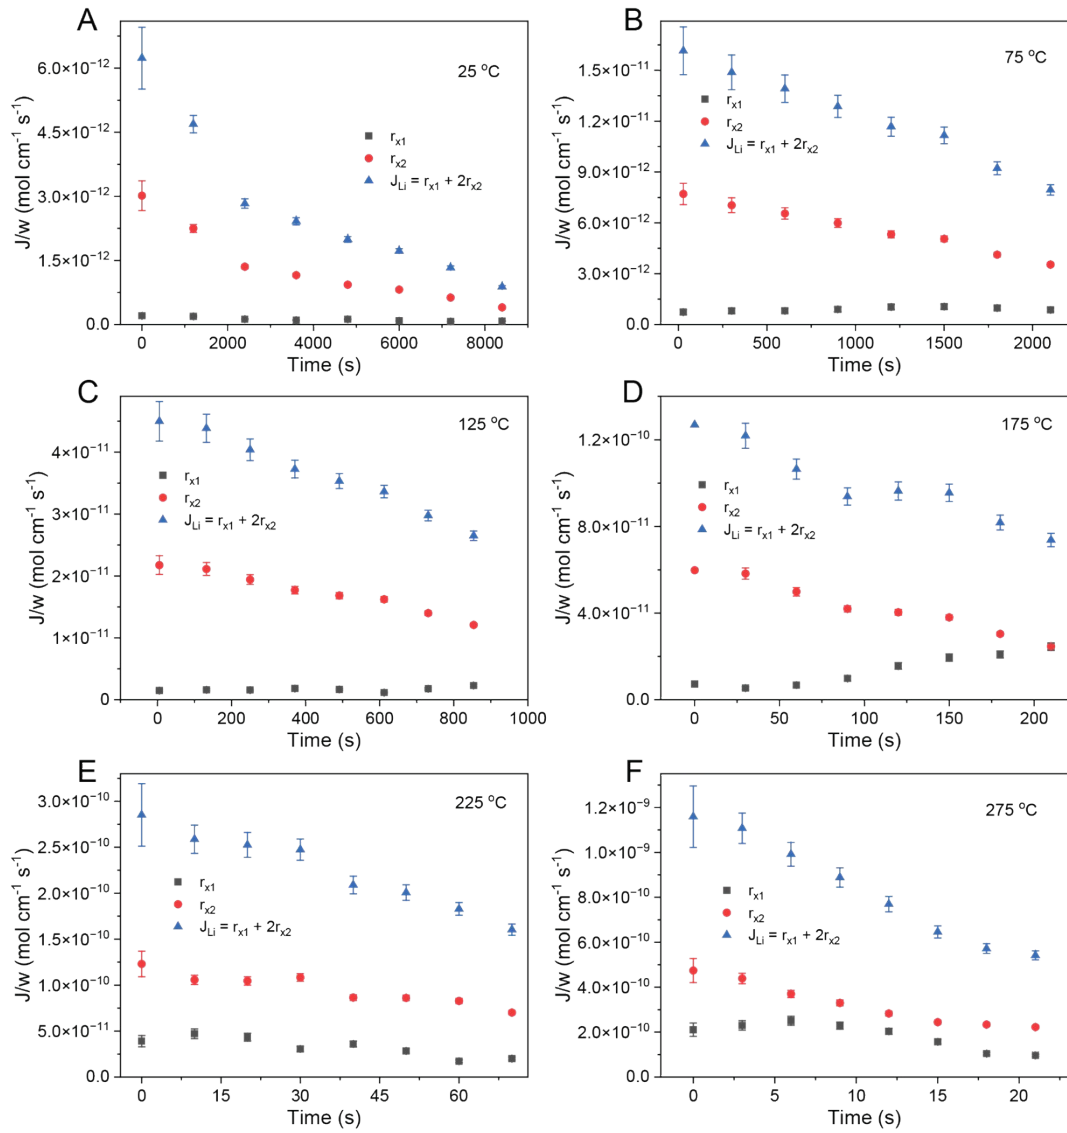 A
25 °C
6.0×10⁻¹²
4.5×10⁻¹²
3.0×10⁻¹²
1.5×10⁻¹²
0.0
J/w (mol cm⁻¹ s⁻¹)
rₓ₁
rₓ₂
J_Li = rₓ₁ + 2rₓ₂
0 2000 4000 6000 8000
Time (s)
B
75 °C
1.5×10⁻¹¹
1.2×10⁻¹¹
9.0×10⁻¹²
6.0×10⁻¹²
3.0×10⁻¹²
0.0
J/w (mol cm⁻¹ s⁻¹)
rₓ₁
rₓ₂
J_Li = rₓ₁ + 2rₓ₂
0 500 1000 1500 2000
Time (s)
C
125 °C
4×10⁻¹¹
3×10⁻¹¹
2×10⁻¹¹
1×10⁻¹¹
0
J/w (mol cm⁻¹ s⁻¹)
rₓ₁
rₓ₂
J_Li = rₓ₁ + 2rₓ₂
0 200 400 600 800 1000
Time (s)
D
175 °C
1.2×10⁻¹⁰
8.0×10⁻¹¹
4.0×10⁻¹¹
0.0
J/w (mol cm⁻¹ s⁻¹)
rₓ₁
rₓ₂
J_Li = rₓ₁ + 2rₓ₂
0 50 100 150 200
Time (s)
E
225 °C
3.0×10⁻¹⁰
2.5×10⁻¹⁰
2.0×10⁻¹⁰
1.5×10⁻¹⁰
1.0×10⁻¹⁰
5.0×10⁻¹¹
0.0
J/w (mol cm⁻¹ s⁻¹)
rₓ₁
rₓ₂
J_Li = rₓ₁ + 2rₓ₂
0 15 30 45 60
Time (s)
F
275 °C
1.2×10⁻⁹
1.0×10⁻⁹
8.0×10⁻¹⁰
6.0×10⁻¹⁰
4.0×10⁻¹⁰
2.0×10⁻¹⁰
0.0
J/w (mol cm⁻¹ s⁻¹)
rₓ₁
rₓ₂
J_Li = rₓ₁ + 2rₓ₂
0 5 10 15 20
Time (s)